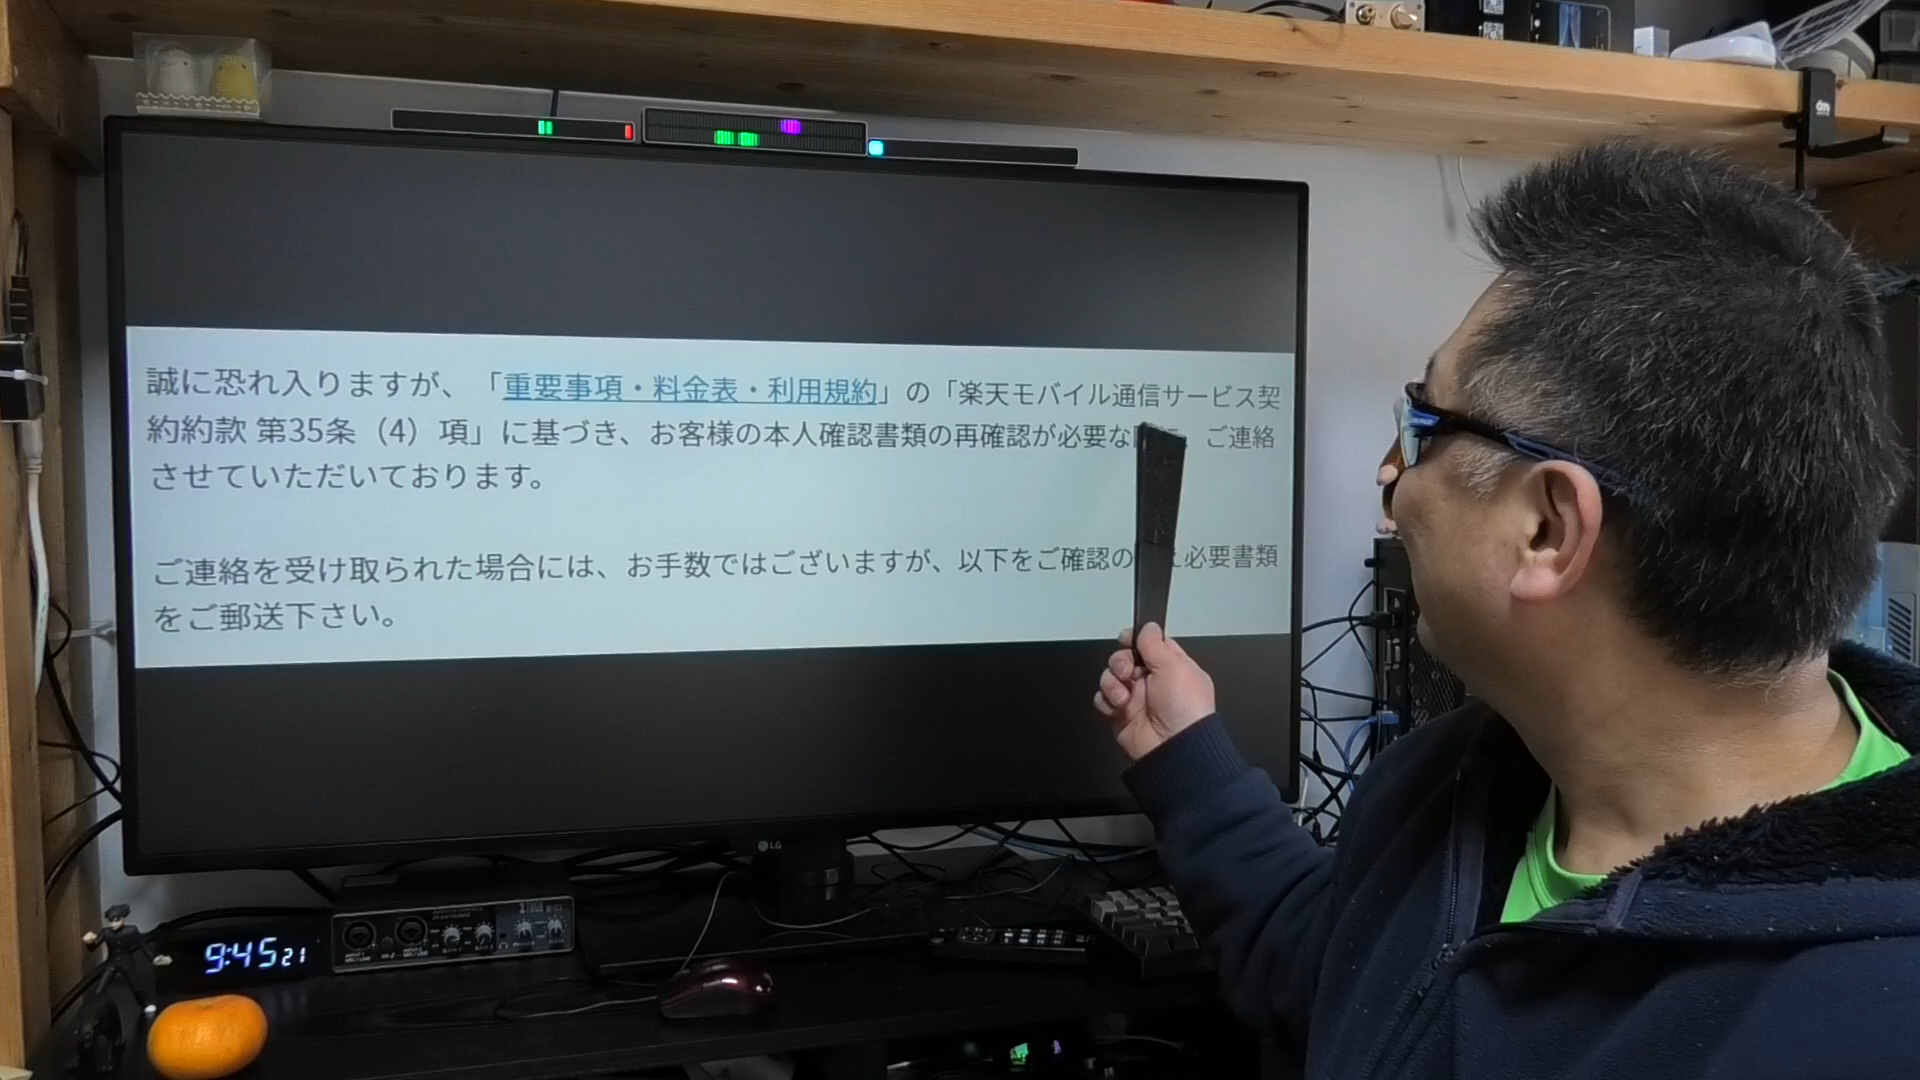 誠に恐れ入りますが、「重要事項・料金表・利用規約」の「楽天モバイル通信サービス契
約約款 第35条（4）項」に基づき、お客様の本人確認書類の再確認が必要な ご連絡
させていただいております。
ご連絡を受け取られた場合には、お手数ではございますが、以下をご確認の え必要書類
をご郵送下さい。
LG
9:45 21